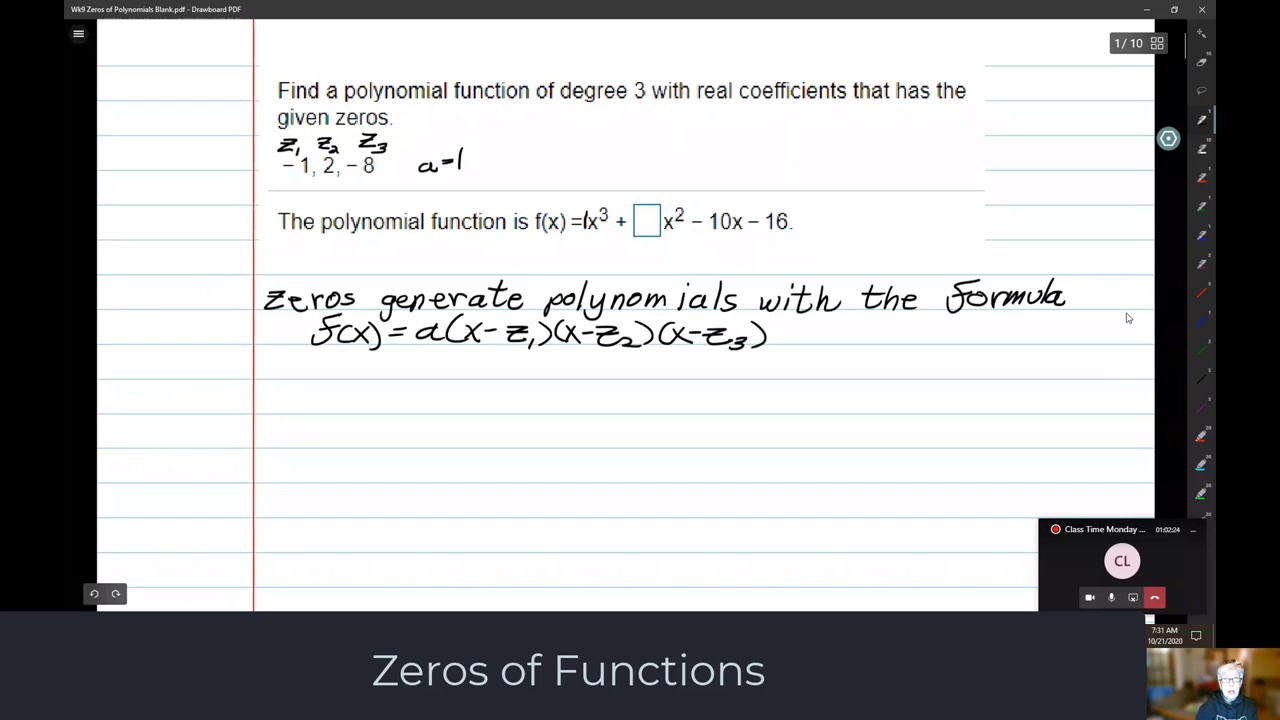 Wk9 Zeros of Polynomials Blank.pdf - Drawboard PDF
1/10
Find a polynomial function of degree 3 with real coefficients that has the
given zeros.
z₁ z₂ z₃
− 1, 2, − 8 a=1
The polynomial function is f(x) =1x³ + x² − 10x − 16.
zeros generate polynomials with the formula
f(x) = a(x-z₁)(x-z₂)(x-z₃)
Class Time Monday ... 01:02:24
CL
7:31 AM
10/21/2020
Zeros of Functions